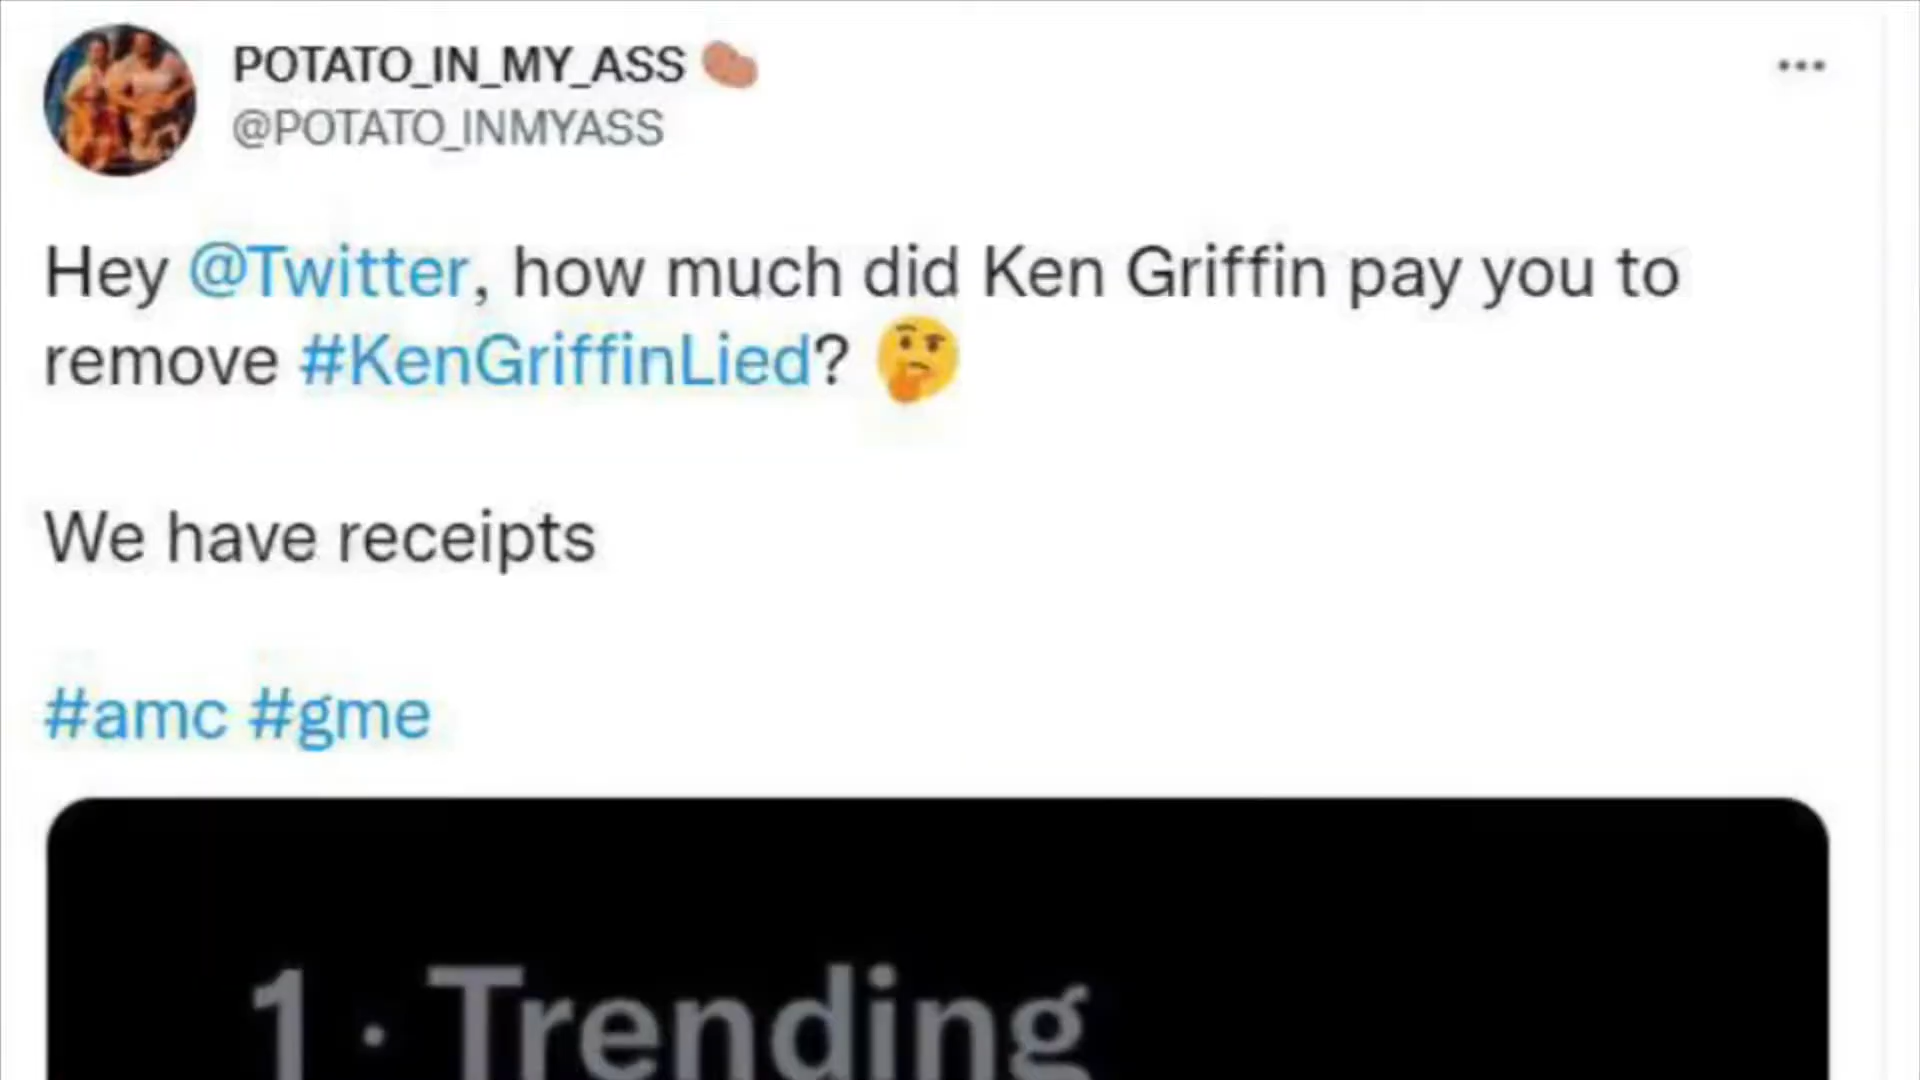 POTATO_IN_MY_ASS 🥔
@POTATO_INMYASS
Hey @Twitter, how much did Ken Griffin pay you to
remove #KenGriffinLied? 🤔
We have receipts
#amc #gme
1 · Trending